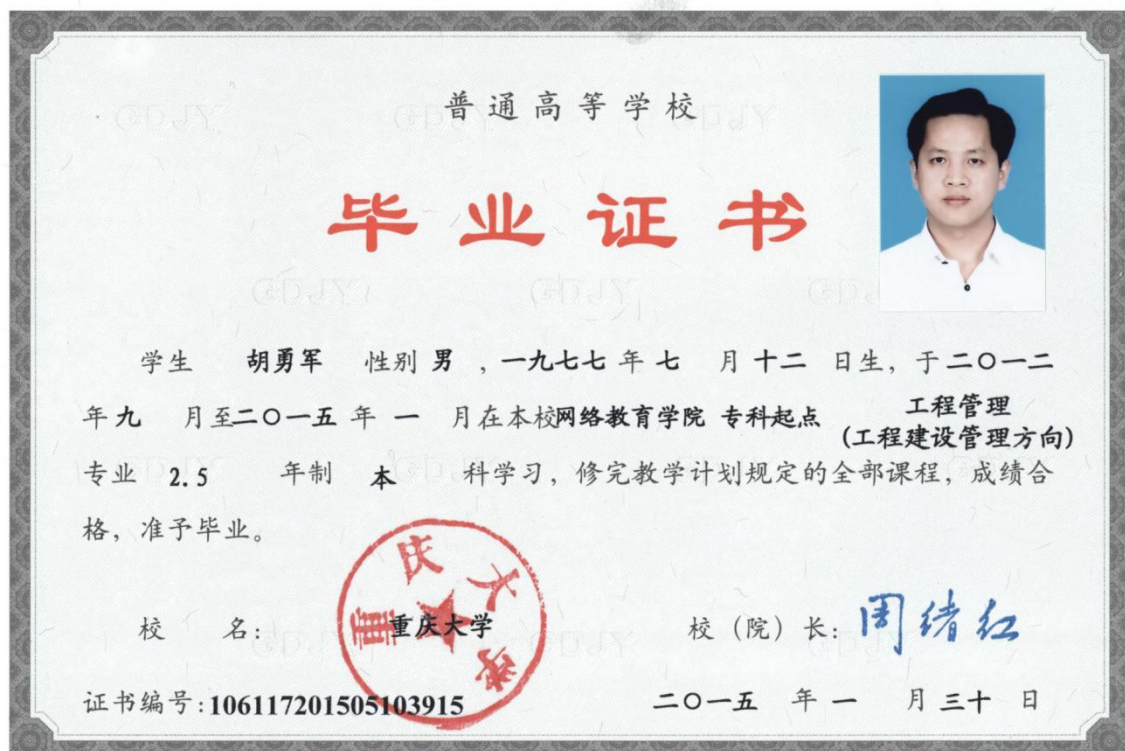 普通高等学校
毕业证书
学生 胡勇军 性别 男 ，一九七七 年 七 月 十二 日生，于二〇一二
年 九 月至二〇一五 年 一 月在本校网络教育学院 专科起点 工程管理
(工程建设管理方向)
专业 2.5 年制 本 科学习，修完教学计划规定的全部课程，成绩合
格，准予毕业。
校 名：重庆大学
重庆大学
校（院）长：周绪红
证书编号:106117201505103915
二〇一五 年 一 月 三十 日